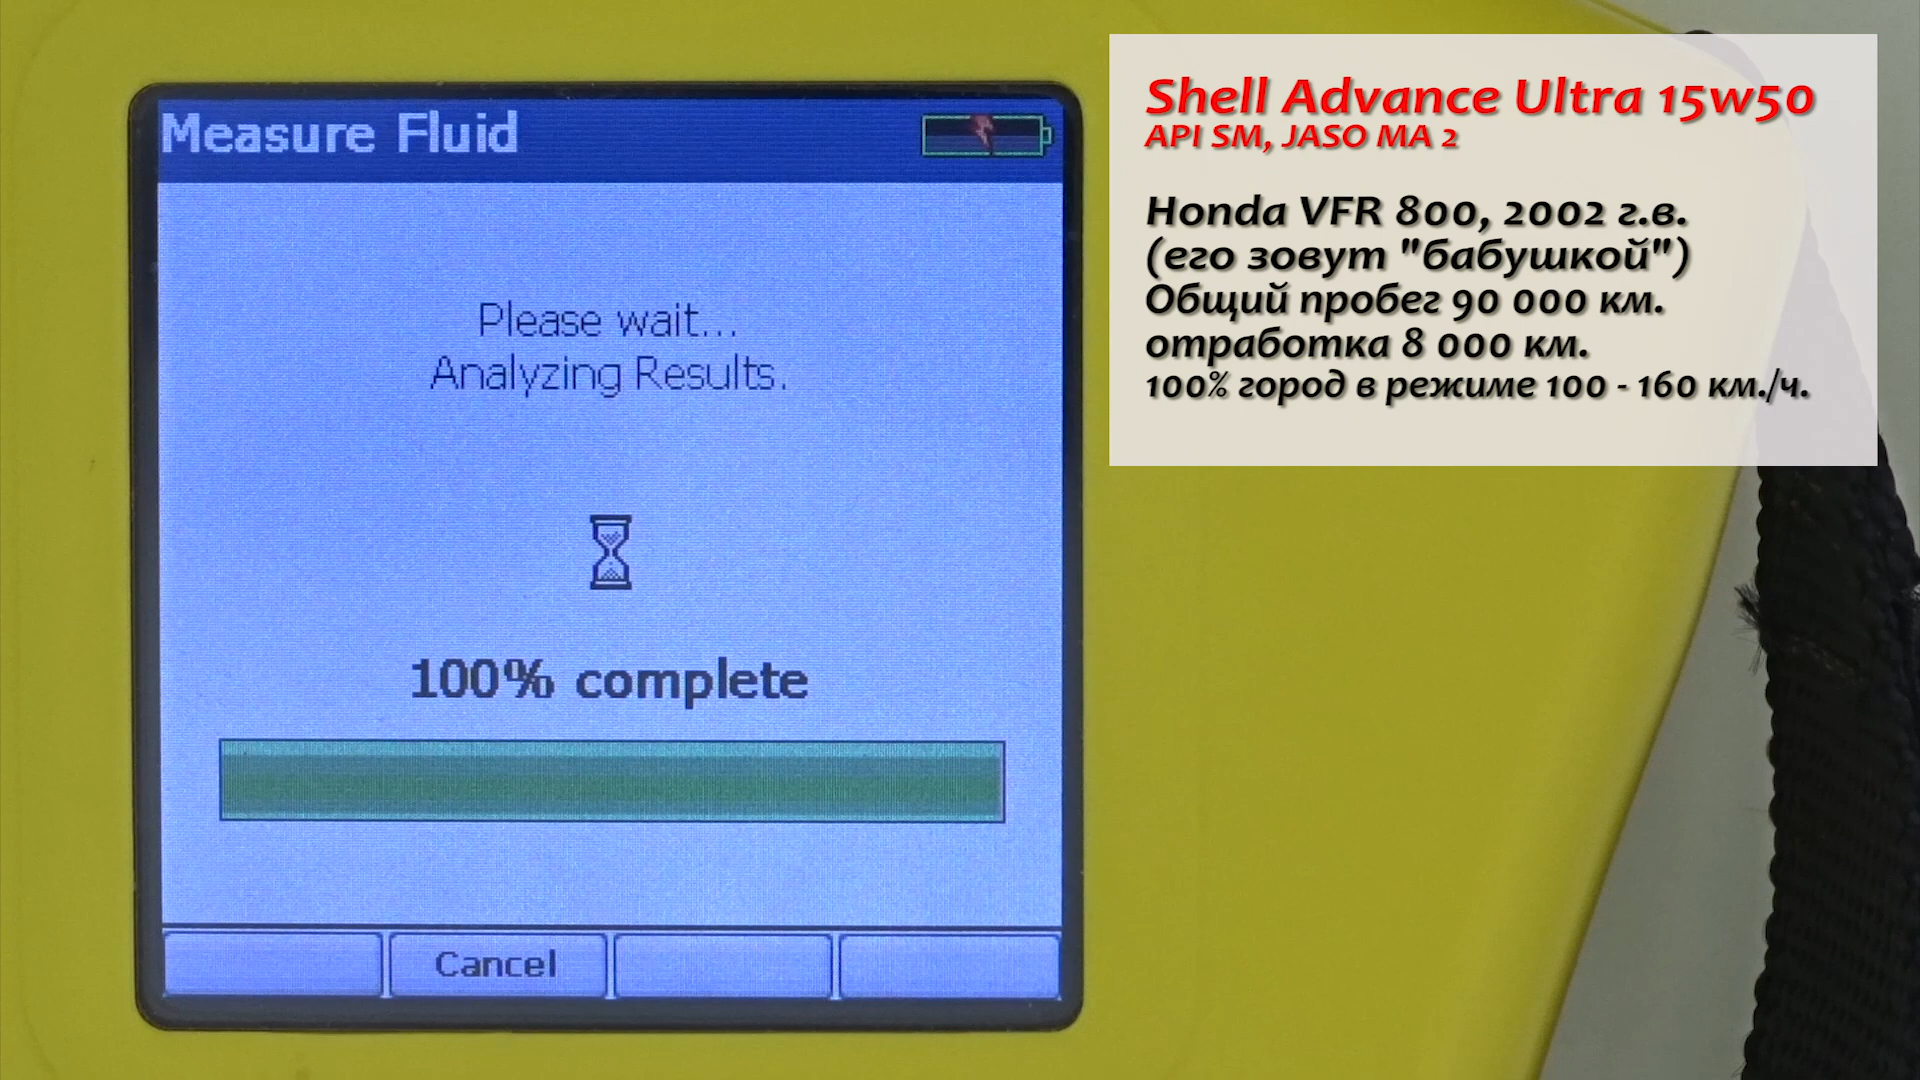 Measure Fluid
Please wait...
Analyzing Results.
100% complete
Cancel
Shell Advance Ultra 15w50
API SM, JASO MA 2
Honda VFR 800, 2002 г.в.
(его зовут "бабушкой")
Общий пробег 90 000 км.
отработка 8 000 км.
100% город в режиме 100 - 160 км./ч.